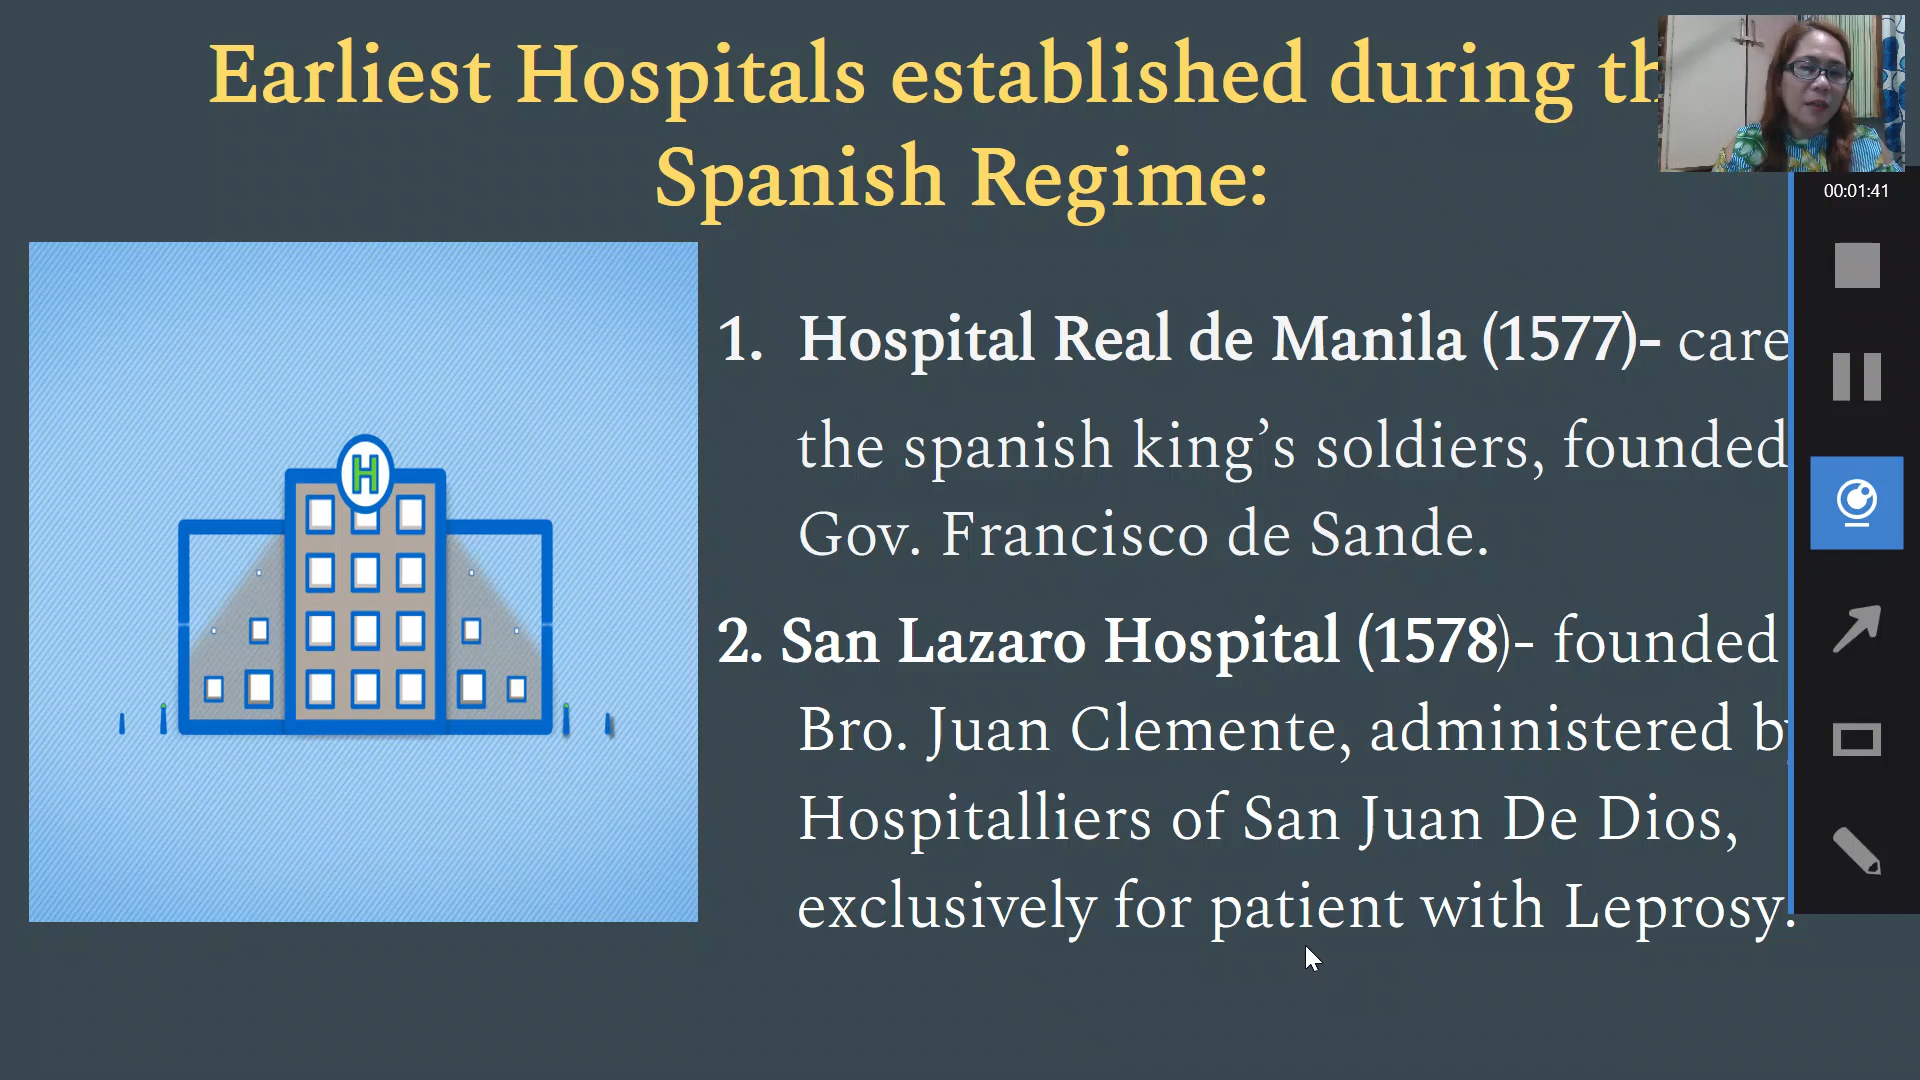 Earliest Hospitals established during
Spanish Regime:
00:01:41
H
1. Hospital Real de Manila (1577)- care
the spanish king’s soldiers, founded
Gov. Francisco de Sande.
2. San Lazaro Hospital (1578)- founded
Bro. Juan Clemente, administered
Hospitalliers of San Juan De Dios,
exclusively for patient with Leprosy.